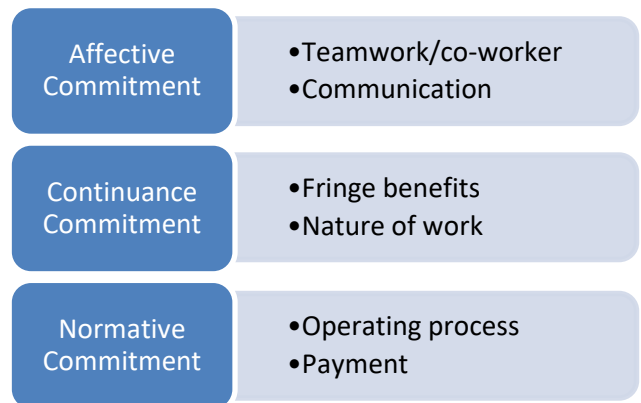 Affective
Commitment
•Teamwork/co-worker
•Communication
Continuance
Commitment
•Fringe benefits
•Nature of work
Normative
Commitment
•Operating process
•Payment